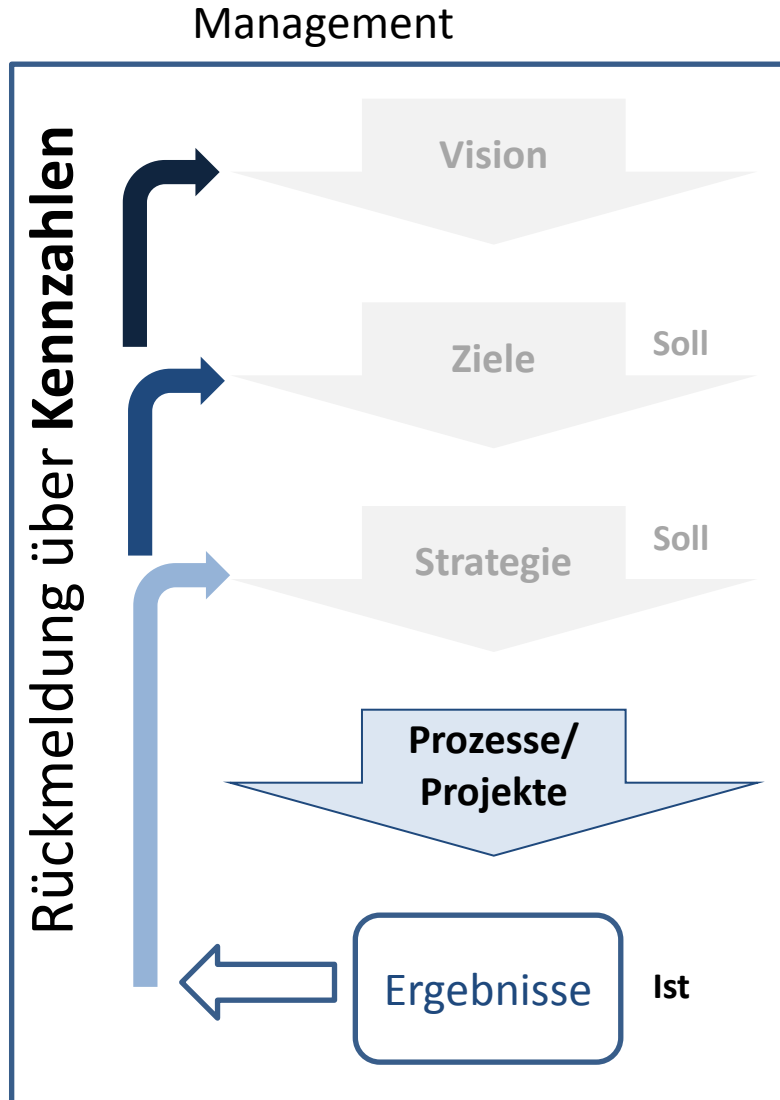 Management
Rückmeldung über Kennzahlen
Vision
Ziele
Soll
Strategie
Soll
Prozesse/
Projekte
Ergebnisse
Ist